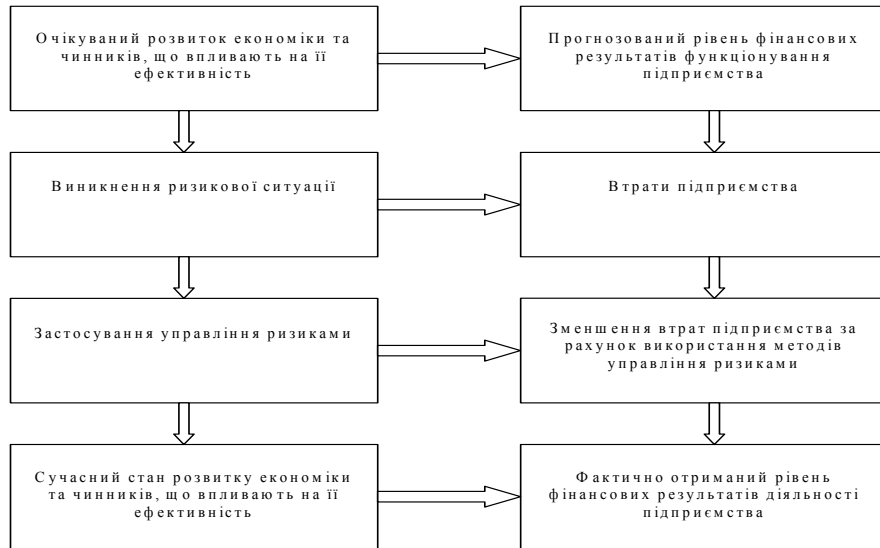 Очікуваний розвиток економіки та
чинників, що впливають на її
ефективність
Прогнозований рівень фінансових
результатів функціонування
підприємства
Виникнення ризикової ситуації
Втрати підприємства
Застосування управління ризиками
Зменшення втрат підприємства за
рахунок використання методів
управління ризиками
Сучасний стан розвитку економіки
та чинників, що впливають на її
ефективність
Фактично отриманий рівень
фінансових результатів діяльності
підприємства